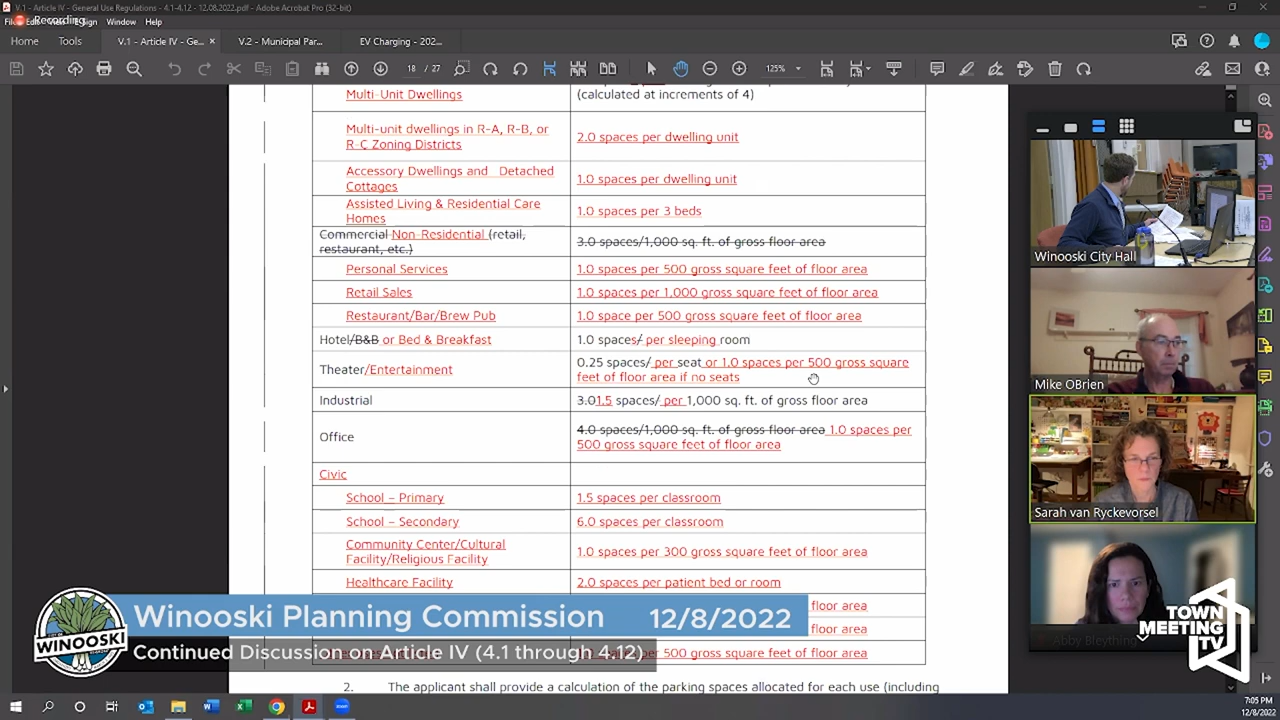 V.1 - Article IV - General Use Regulations - 4.1-4.12 - 12.08.2022.pdf - Adobe Acrobat Pro (32-bit)
Recording
File Edit View E-Sign Window Help
Home Tools V.1 - Article IV - Ge... × V.2 - Municipal Par... EV Charging - 202...
18 / 27 125%
Multi-Unit Dwellings
(calculated at increments of 4)
Multi-unit dwellings in R-A, R-B, or
R-C Zoning Districts
2.0 spaces per dwelling unit
Accessory Dwellings and Detached
Cottages
1.0 spaces per dwelling unit
Assisted Living & Residential Care
Homes
1.0 spaces per 3 beds
Commercial Non-Residential (retail,
restaurant, etc.)
3.0 spaces/1,000 sq. ft. of gross floor area
Personal Services
1.0 spaces per 500 gross square feet of floor area
Retail Sales
1.0 spaces per 1,000 gross square feet of floor area
Restaurant/Bar/Brew Pub
1.0 space per 500 gross square feet of floor area
Hotel/B&B or Bed & Breakfast
1.0 spaces/ per sleeping room
Theater/Entertainment
0.25 spaces/ per seat or 1.0 spaces per 500 gross square
feet of floor area if no seats
Industrial
3.01.5 spaces/ per 1,000 sq. ft. of gross floor area
Office
4.0 spaces/1,000 sq. ft. of gross floor area 1.0 spaces per
500 gross square feet of floor area
Civic
School – Primary
1.5 spaces per classroom
School – Secondary
6.0 spaces per classroom
Community Center/Cultural
Facility/Religious Facility
1.0 spaces per 300 gross square feet of floor area
Healthcare Facility
2.0 spaces per patient bed or room
floor area
floor area
500 gross square feet of floor area
2. The applicant shall provide a calculation of the parking spaces allocated for each use (including
Winooski City Hall
Mike OBrien
Sarah van Ryckevorsel
Abby Bleything
WINOOSKI
Winooski Planning Commission 12/8/2022
Continued Discussion on Article IV (4.1 through 4.12)
TOWN
MEETING
TV
7:05 PM
12/8/2022